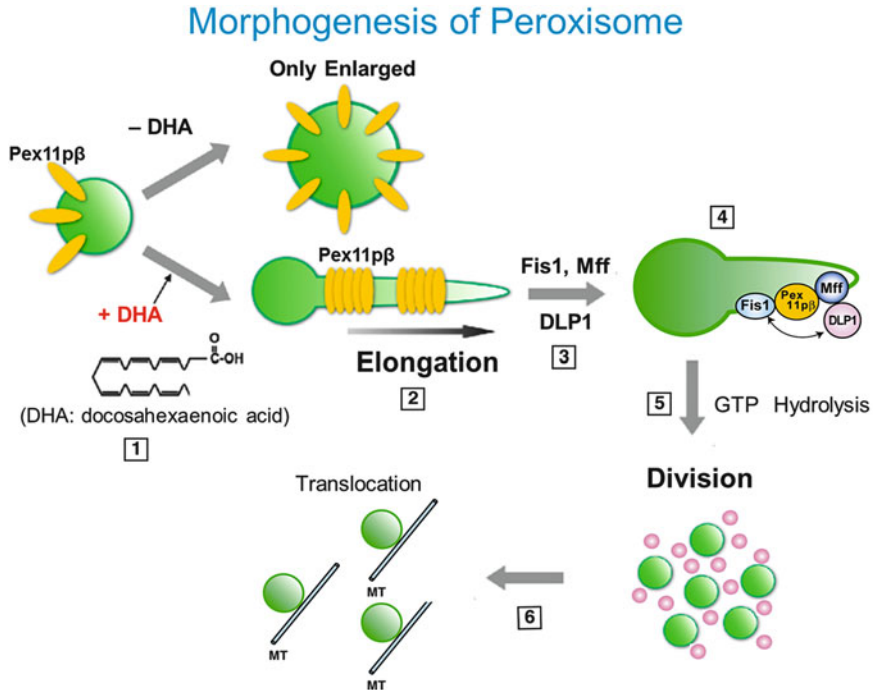 Morphogenesis of Peroxisome
Only Enlarged
– DHA
Pex11pβ
+ DHA
O
C-OH
(DHA: docosahexaenoic acid)
1
Pex11pβ
Elongation
2
Fis1, Mff
DLP1
3
4
Fis1
Pex
11pβ
Mff
DLP1
5
GTP Hydrolysis
Division
6
Translocation
MT
MT
MT